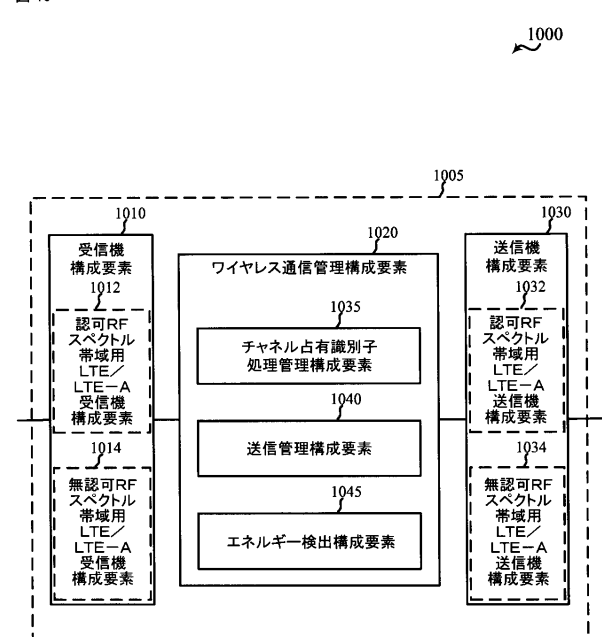 1000
1005
1010
受信機
構成要素
1012
認可RF
スペクトル
帯域用
LTE/
LTE-A
受信機
構成要素
1014
無認可RF
スペクトル
帯域用
LTE/
LTE-A
受信機
構成要素
1020
ワイヤレス通信管理構成要素
1035
チャネル占有識別子
処理管理構成要素
1040
送信管理構成要素
1045
エネルギー検出構成要素
1030
送信機
構成要素
1032
認可RF
スペクトル
帯域用
LTE/
LTE-A
送信機
構成要素
1034
無認可RF
スペクトル
帯域用
LTE/
LTE-A
送信機
構成要素